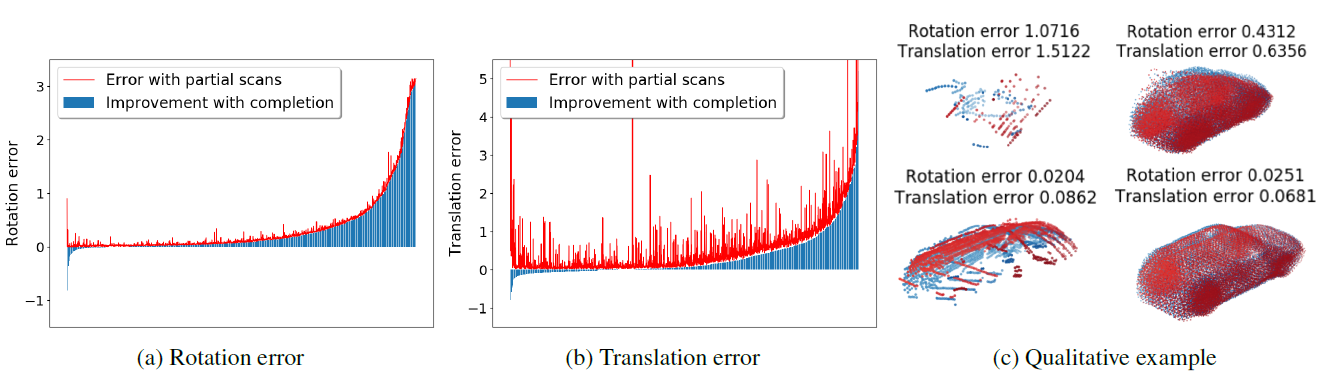 Rotation error
3
2
1
0
−1
Error with partial scans
Improvement with completion
(a) Rotation error
Translation error
5
4
3
2
1
0
−1
Error with partial scans
Improvement with completion
(b) Translation error
Rotation error 1.0716
Translation error 1.5122
Rotation error 0.4312
Translation error 0.6356
Rotation error 0.0204
Translation error 0.0862
Rotation error 0.0251
Translation error 0.0681
(c) Qualitative example